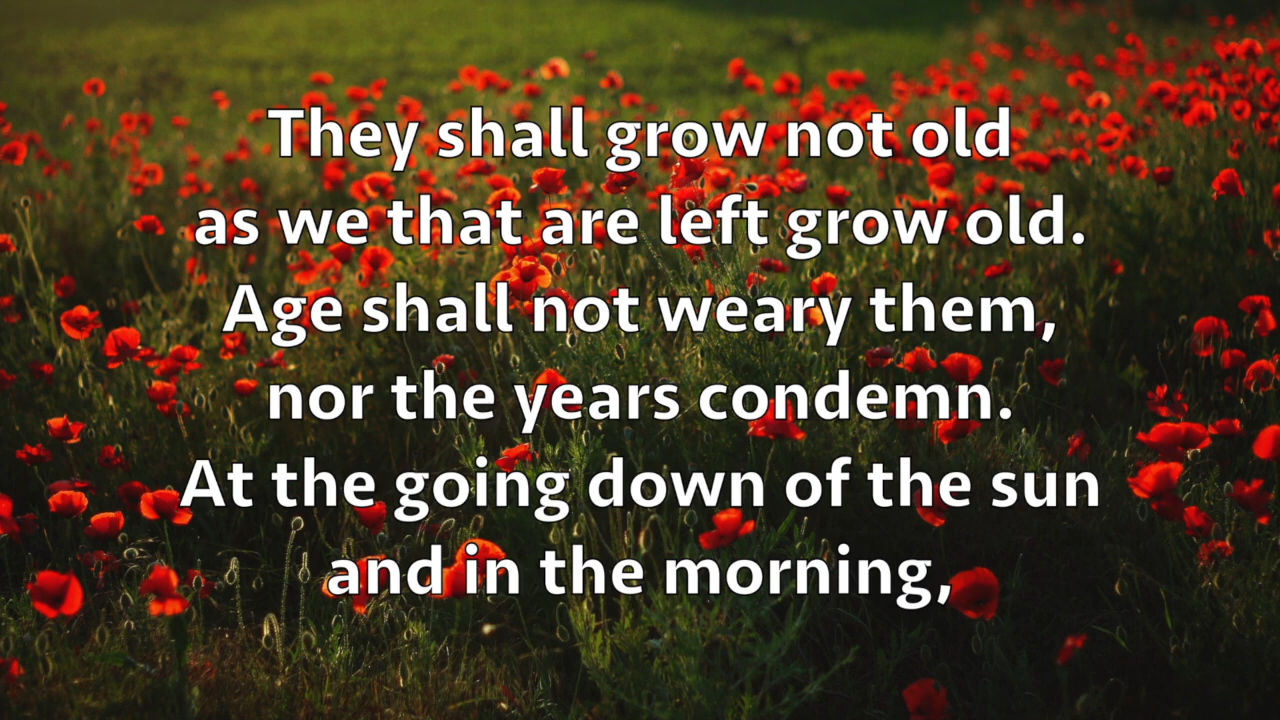 They shall grow not old
as we that are left grow old.
Age shall not weary them,
nor the years condemn.
At the going down of the sun
and in the morning,